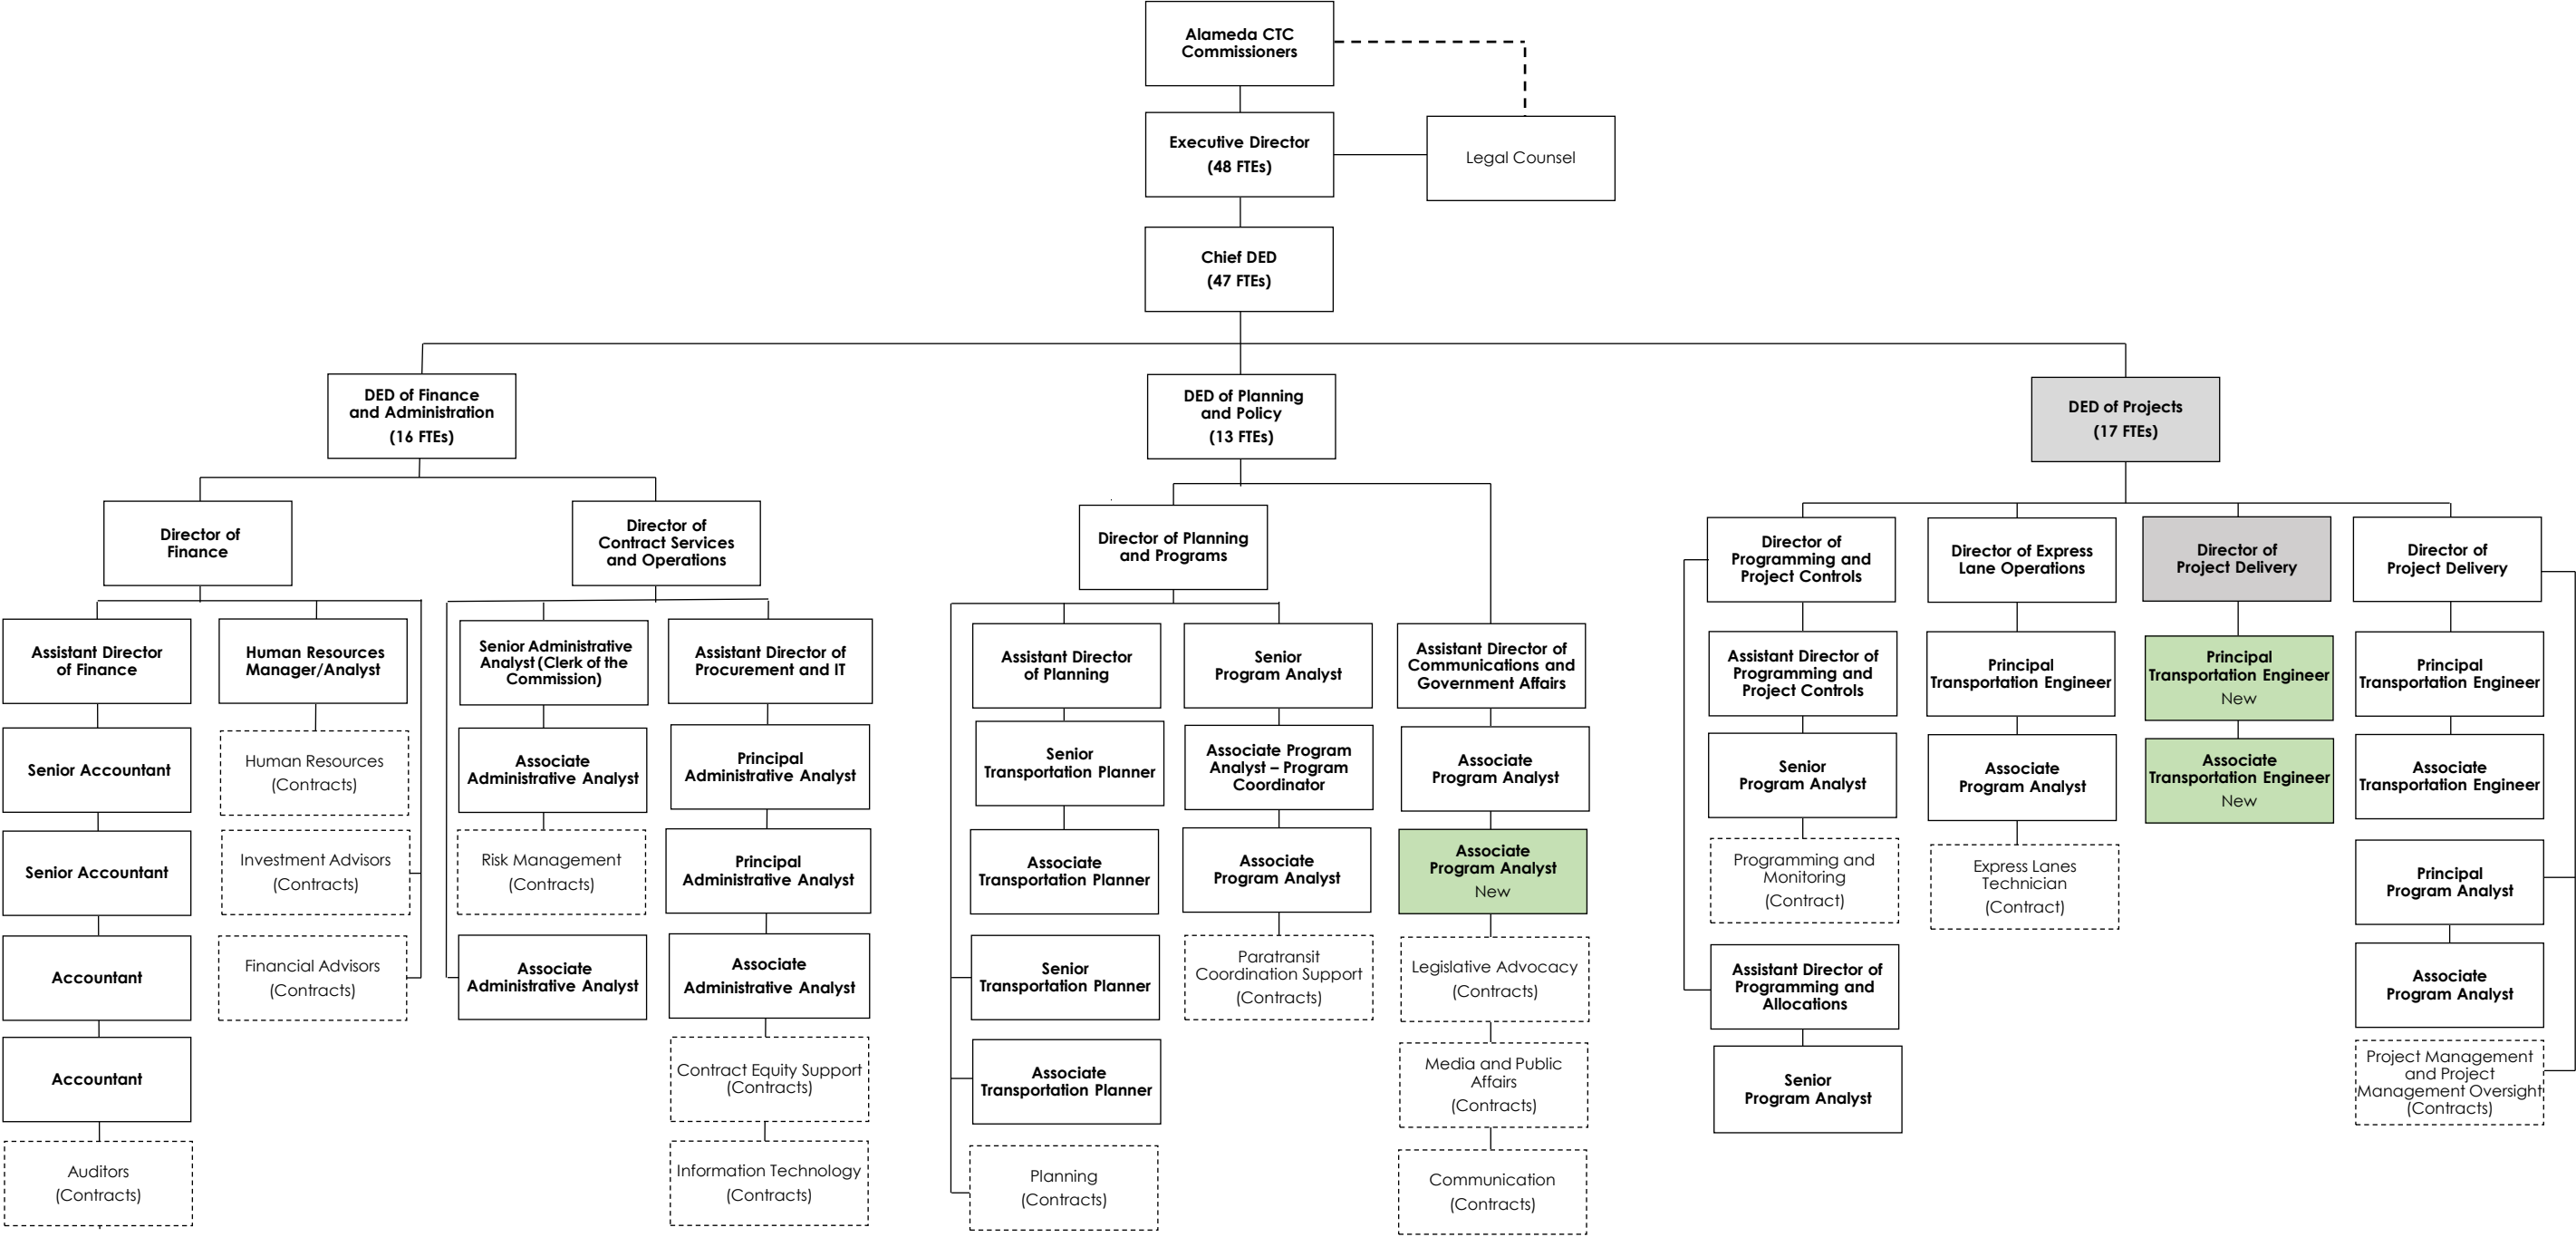 Alameda CTC
Commissioners
Executive Director
(48 FTEs)
Legal Counsel
Chief DED
(47 FTEs)
DED of Finance
and Administration
(16 FTEs)
DED of Planning
and Policy
(13 FTEs)
DED of Projects
(17 FTEs)
Director of
Finance
Director of
Contract Services
and Operations
Director of Planning
and Programs
Director of
Programming and
Project Controls
Director of Express
Lane Operations
Director of
Project Delivery
Director of
Project Delivery
Assistant Director
of Finance
Senior Accountant
Senior Accountant
Accountant
Accountant
Auditors
(Contracts)
Human Resources
Manager/Analyst
Human Resources
(Contracts)
Investment Advisors
(Contracts)
Financial Advisors
(Contracts)
Senior Administrative
Analyst (Clerk of the
Commission)
Associate
Administrative Analyst
Risk Management
(Contracts)
Associate
Administrative Analyst
Assistant Director of
Procurement and IT
Principal
Administrative Analyst
Principal
Administrative Analyst
Associate
Administrative Analyst
Contract Equity Support
(Contracts)
Information Technology
(Contracts)
Assistant Director
of Planning
Senior
Transportation Planner
Associate
Transportation Planner
Senior
Transportation Planner
Associate
Transportation Planner
Planning
(Contracts)
Senior
Program Analyst
Associate Program
Analyst – Program
Coordinator
Associate
Program Analyst
Paratransit
Coordination Support
(Contracts)
Assistant Director of
Communications and
Government Affairs
Associate
Program Analyst
Associate
Program Analyst
New
Legislative Advocacy
(Contracts)
Media and Public
Affairs
(Contracts)
Communication
(Contracts)
Assistant Director of
Programming and
Project Controls
Senior
Program Analyst
Programming and
Monitoring
(Contract)
Assistant Director of
Programming and
Allocations
Senior
Program Analyst
Principal
Transportation Engineer
Associate
Program Analyst
Express Lanes
Technician
(Contract)
Principal
Transportation Engineer
New
Associate
Transportation Engineer
New
Principal
Transportation Engineer
Associate
Transportation Engineer
Principal
Program Analyst
Associate
Program Analyst
Project Management
and Project
Management Oversight
(Contracts)